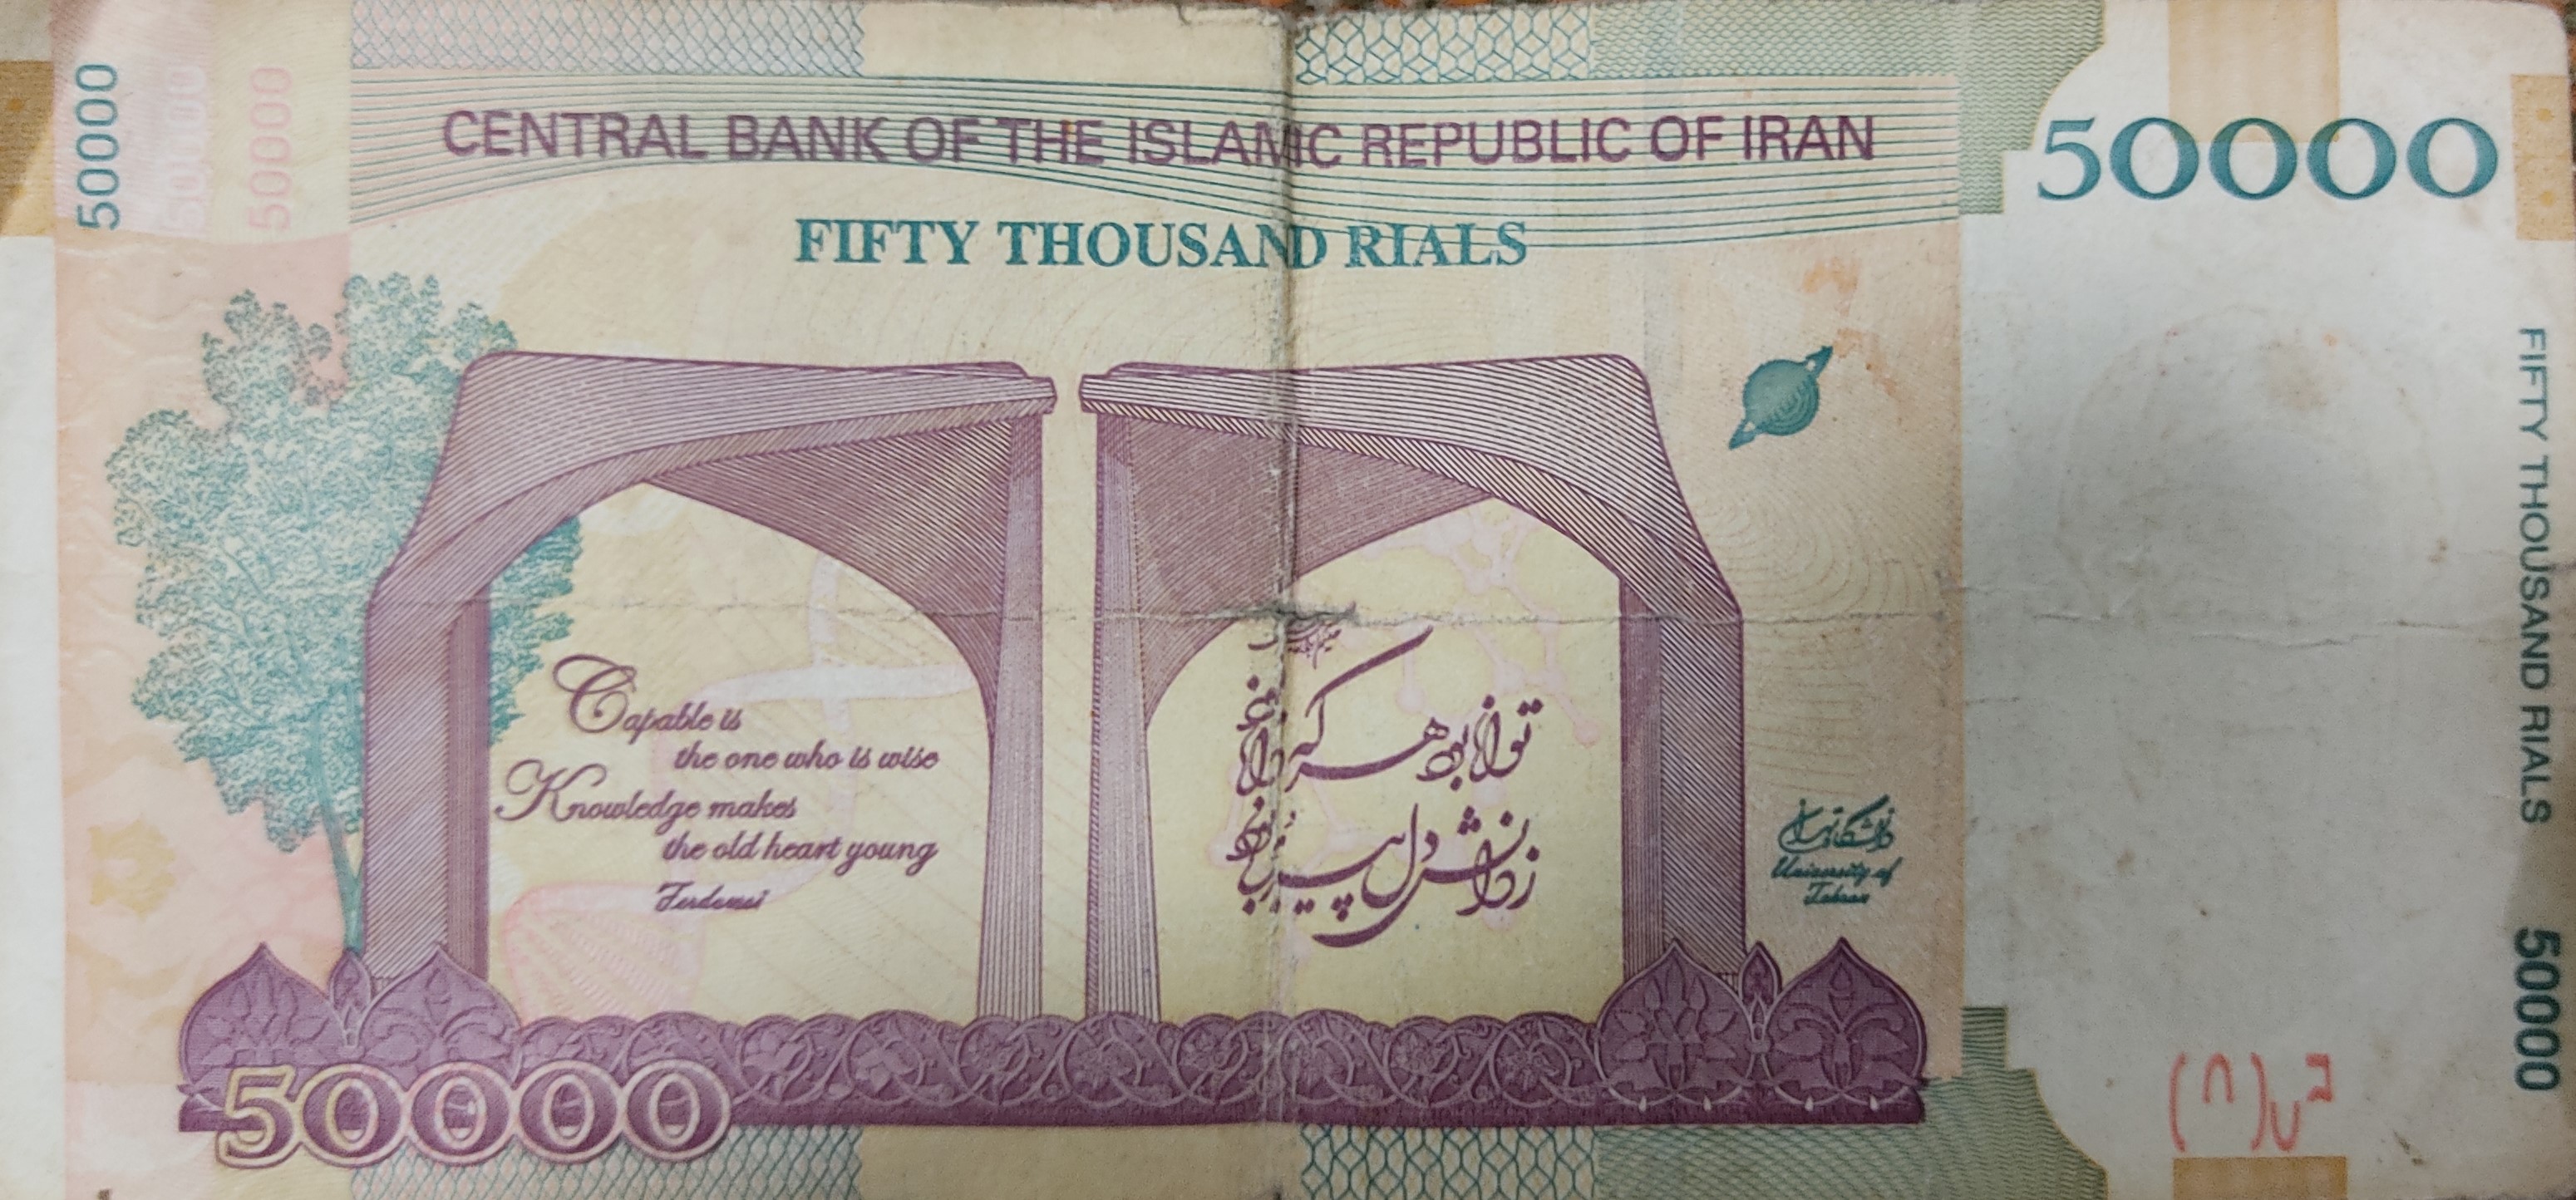 50000
50000
50000
CENTRAL BANK OF THE ISLAMIC REPUBLIC OF IRAN
50000
FIFTY THOUSAND RIALS
Capable is
the one who is wise
Knowledge makes
the old heart young
Ferdowsi
توانا بود هر که دانا بود
ز دانش دل پیر برنا بود
دانشگاه تهران
University of
Tehran
50000
FIFTY THOUSAND RIALS 50000